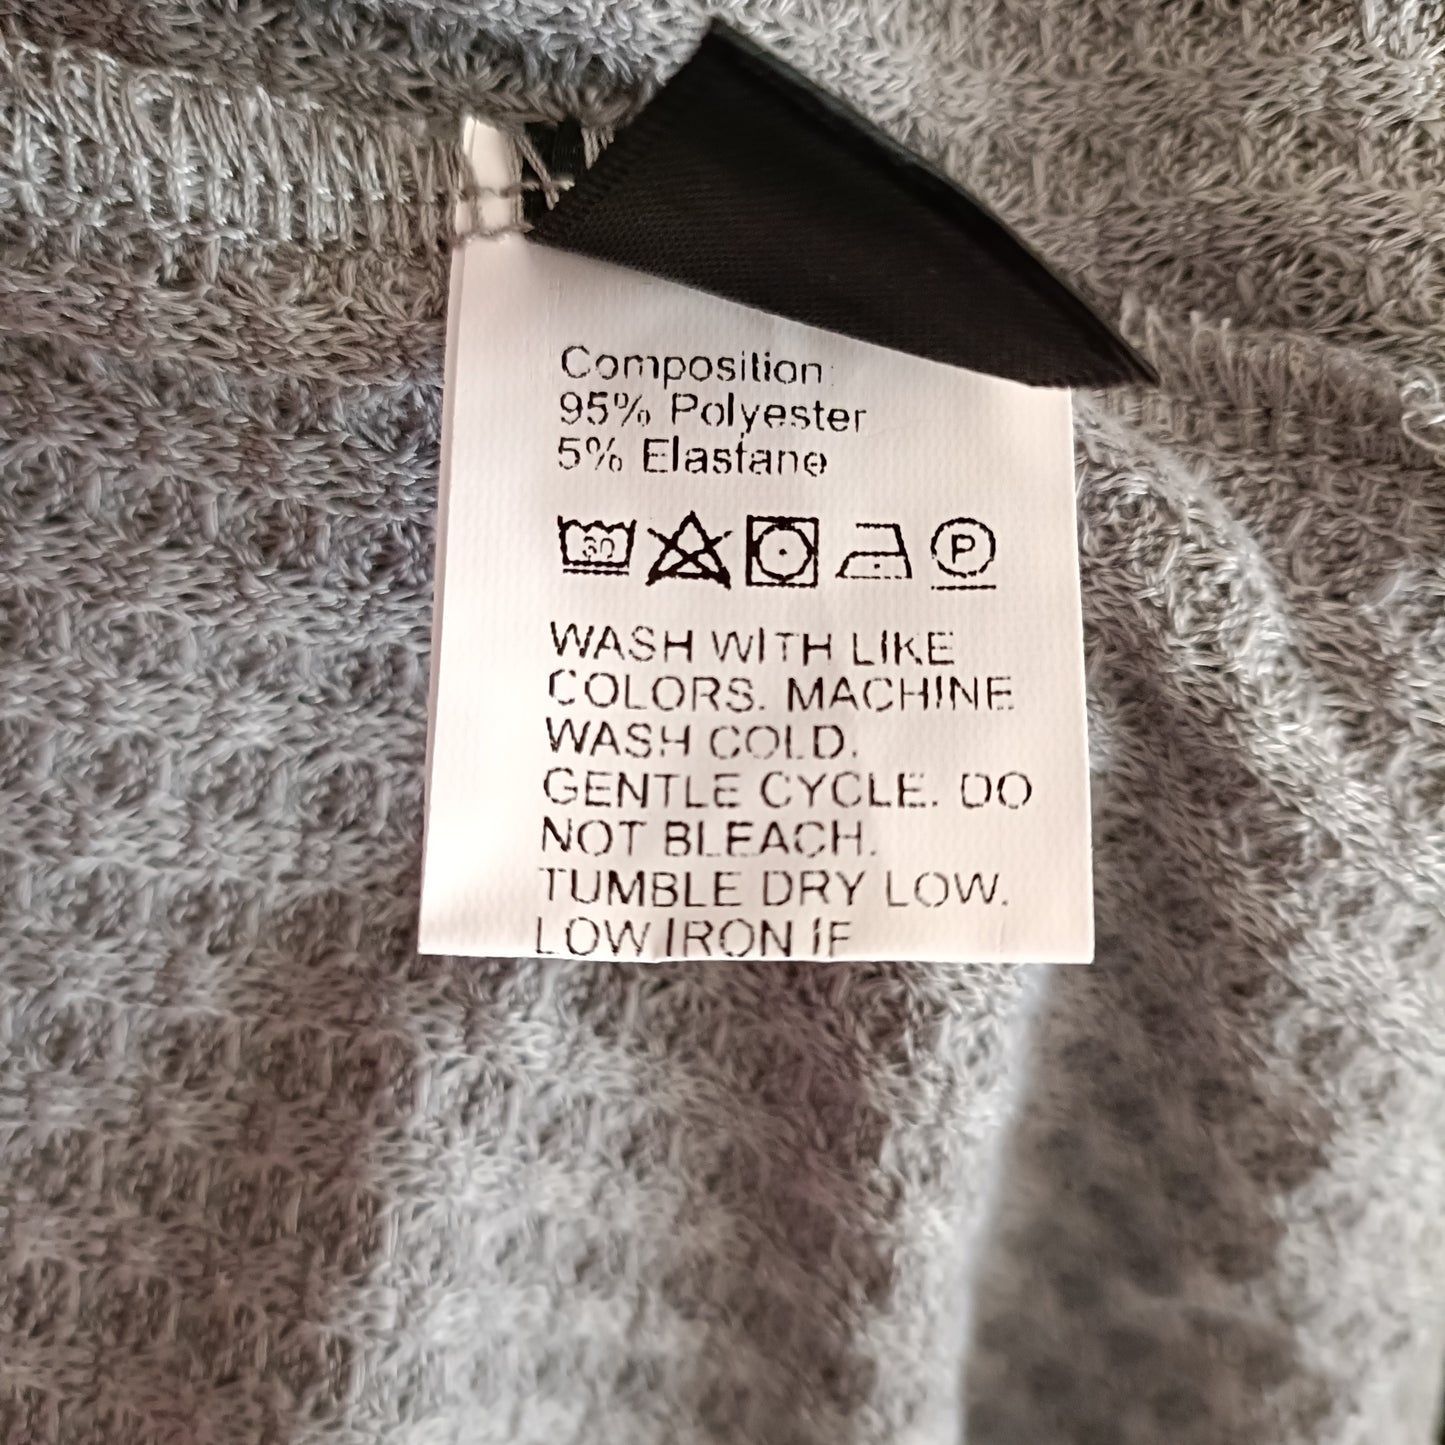 Composition:
95% Polyester
5% Elastane
30 P
WASH WITH LIKE
COLORS. MACHINE
WASH COLD.
GENTLE CYCLE. DO
NOT BLEACH.
TUMBLE DRY LOW.
LOW IRON IF